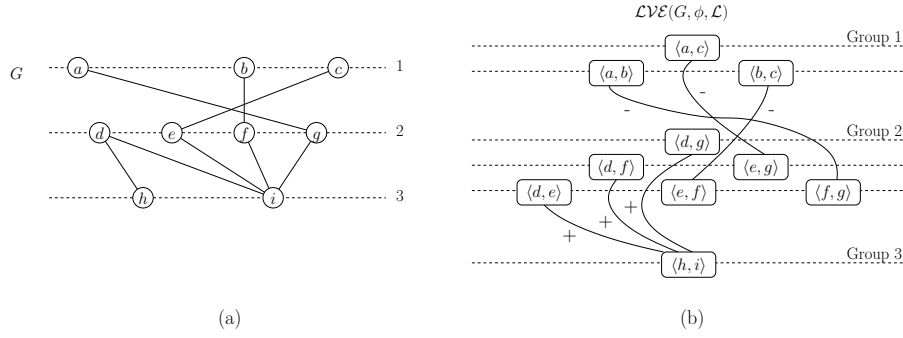 LVE(G, ϕ, L)
Group 1
⟨a, c⟩
G
a b c 1
⟨a, b⟩ ⟨b, c⟩
- - -
d e f g 2
Group 2
⟨d, g⟩
⟨d, f⟩ ⟨e, g⟩
⟨d, e⟩ ⟨e, f⟩ ⟨f, g⟩
h i 3
+ + +
Group 3
⟨h, i⟩
(a) (b)